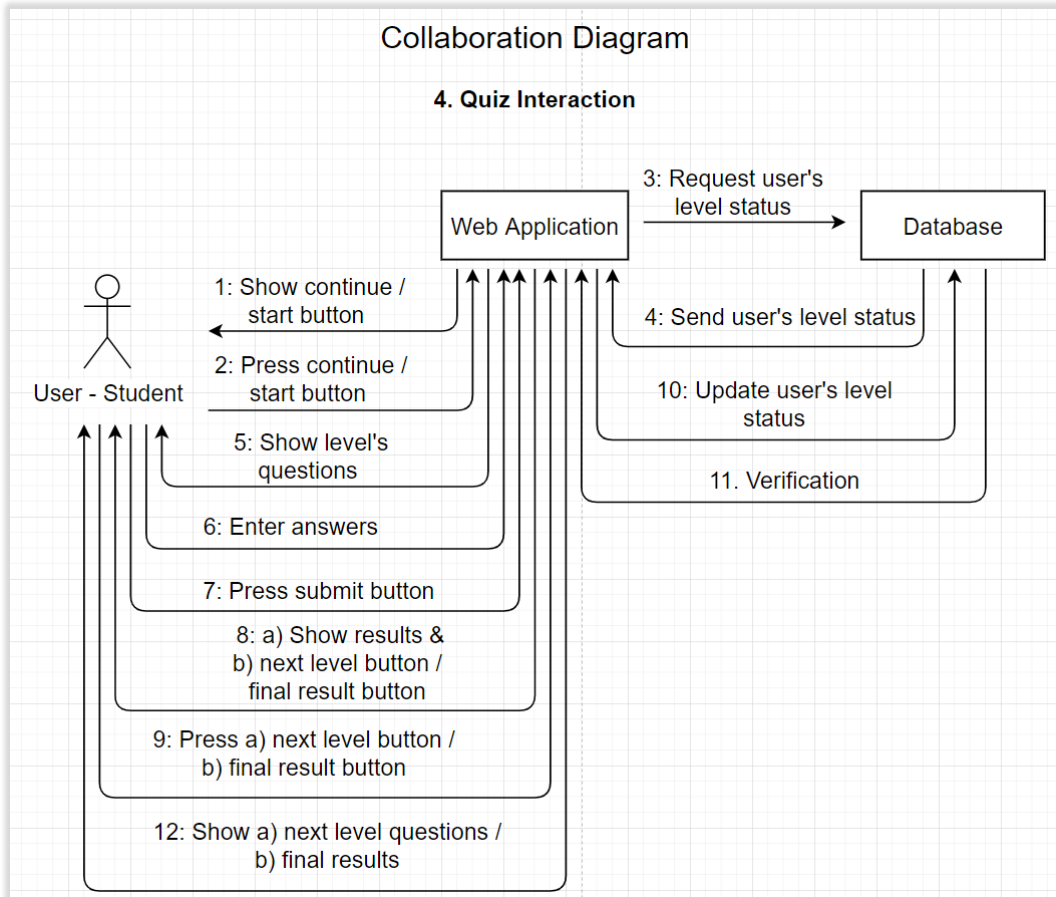 Collaboration Diagram
4. Quiz Interaction
3: Request user's
level status
Web Application
Database
1: Show continue /
start button
4: Send user's level status
2: Press continue /
start button
User - Student
10: Update user's level
status
5: Show level's
questions
11. Verification
6: Enter answers
7: Press submit button
8: a) Show results &
b) next level button /
final result button
9: Press a) next level button /
b) final result button
12: Show a) next level questions /
b) final results